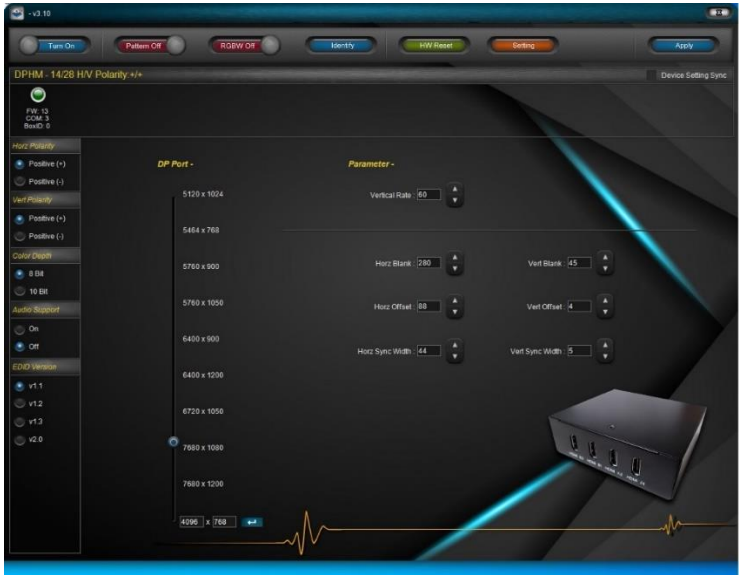 - v3.10
Turn On Pattern Off RGBW Off Identify HW Reset Setting Apply
DPHM - 14/28 H/V Polarity:+/+ Device Setting Sync
FW: 13
COM: 3
BoxID: 0
Horz Polarity
Positive (+)
Positive (-)
Vert Polarity
Positive (+)
Positive (-)
Color Depth
8 Bit
10 Bit
Audio Support
On
Off
EDID Version
v1.1
v1.2
v1.3
v2.0
DP Port -
5120 x 1024
5464 x 768
5760 x 900
5760 x 1050
6400 x 900
6400 x 1200
6720 x 1050
7680 x 1080
7680 x 1200
4096 x 768
Parameter -
Vertical Rate : 60
Horz Blank : 280 Vert Blank : 45
Horz Offset : 88 Vert Offset : 4
Horz Sync Width : 44 Vert Sync Width : 5